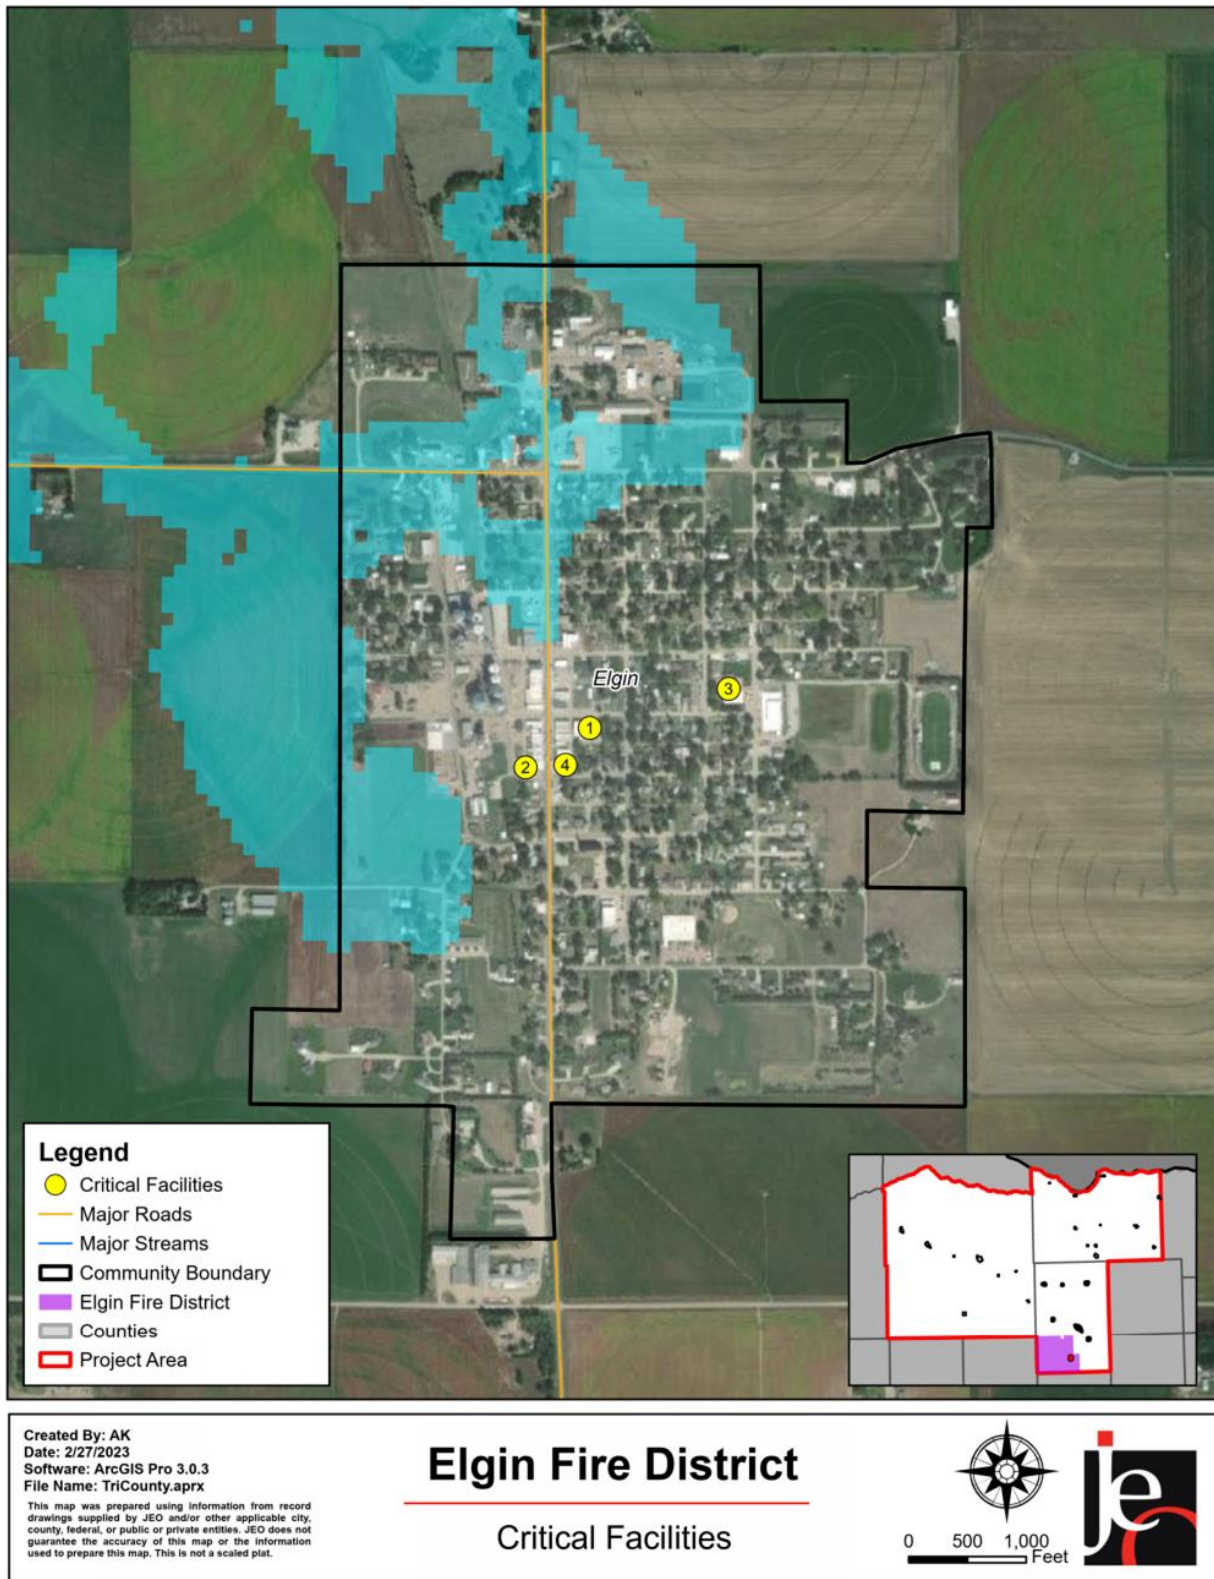 Elgin
3
1
2
4
Legend
Critical Facilities
Major Roads
Major Streams
Community Boundary
Elgin Fire District
Counties
Project Area
Created By: AK
Date: 2/27/2023
Software: ArcGIS Pro 3.0.3
File Name: TriCounty.aprx
This map was prepared using information from record
drawings supplied by JEO and/or other applicable city,
county, federal, or public or private entities. JEO does not
guarantee the accuracy of this map or the information
used to prepare this map. This is not a scaled plat.
Elgin Fire District
Critical Facilities
0 500 1,000
Feet
jeo